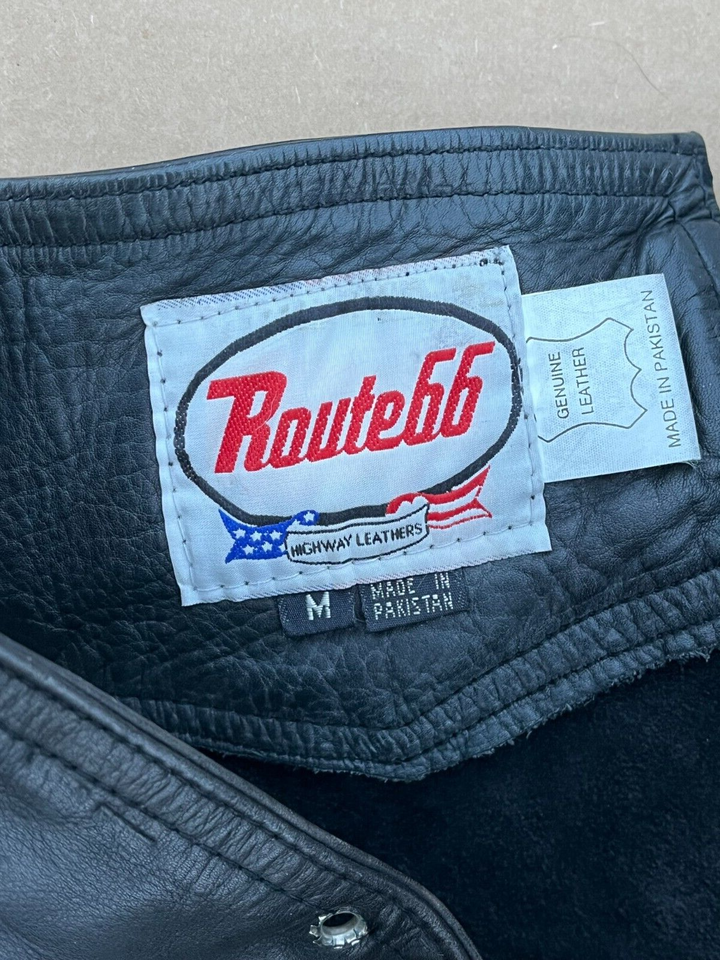 Route66
HIGHWAY LEATHERS
M
MADE IN
PAKISTAN
GENUINE
LEATHER
MADE IN PAKISTAN